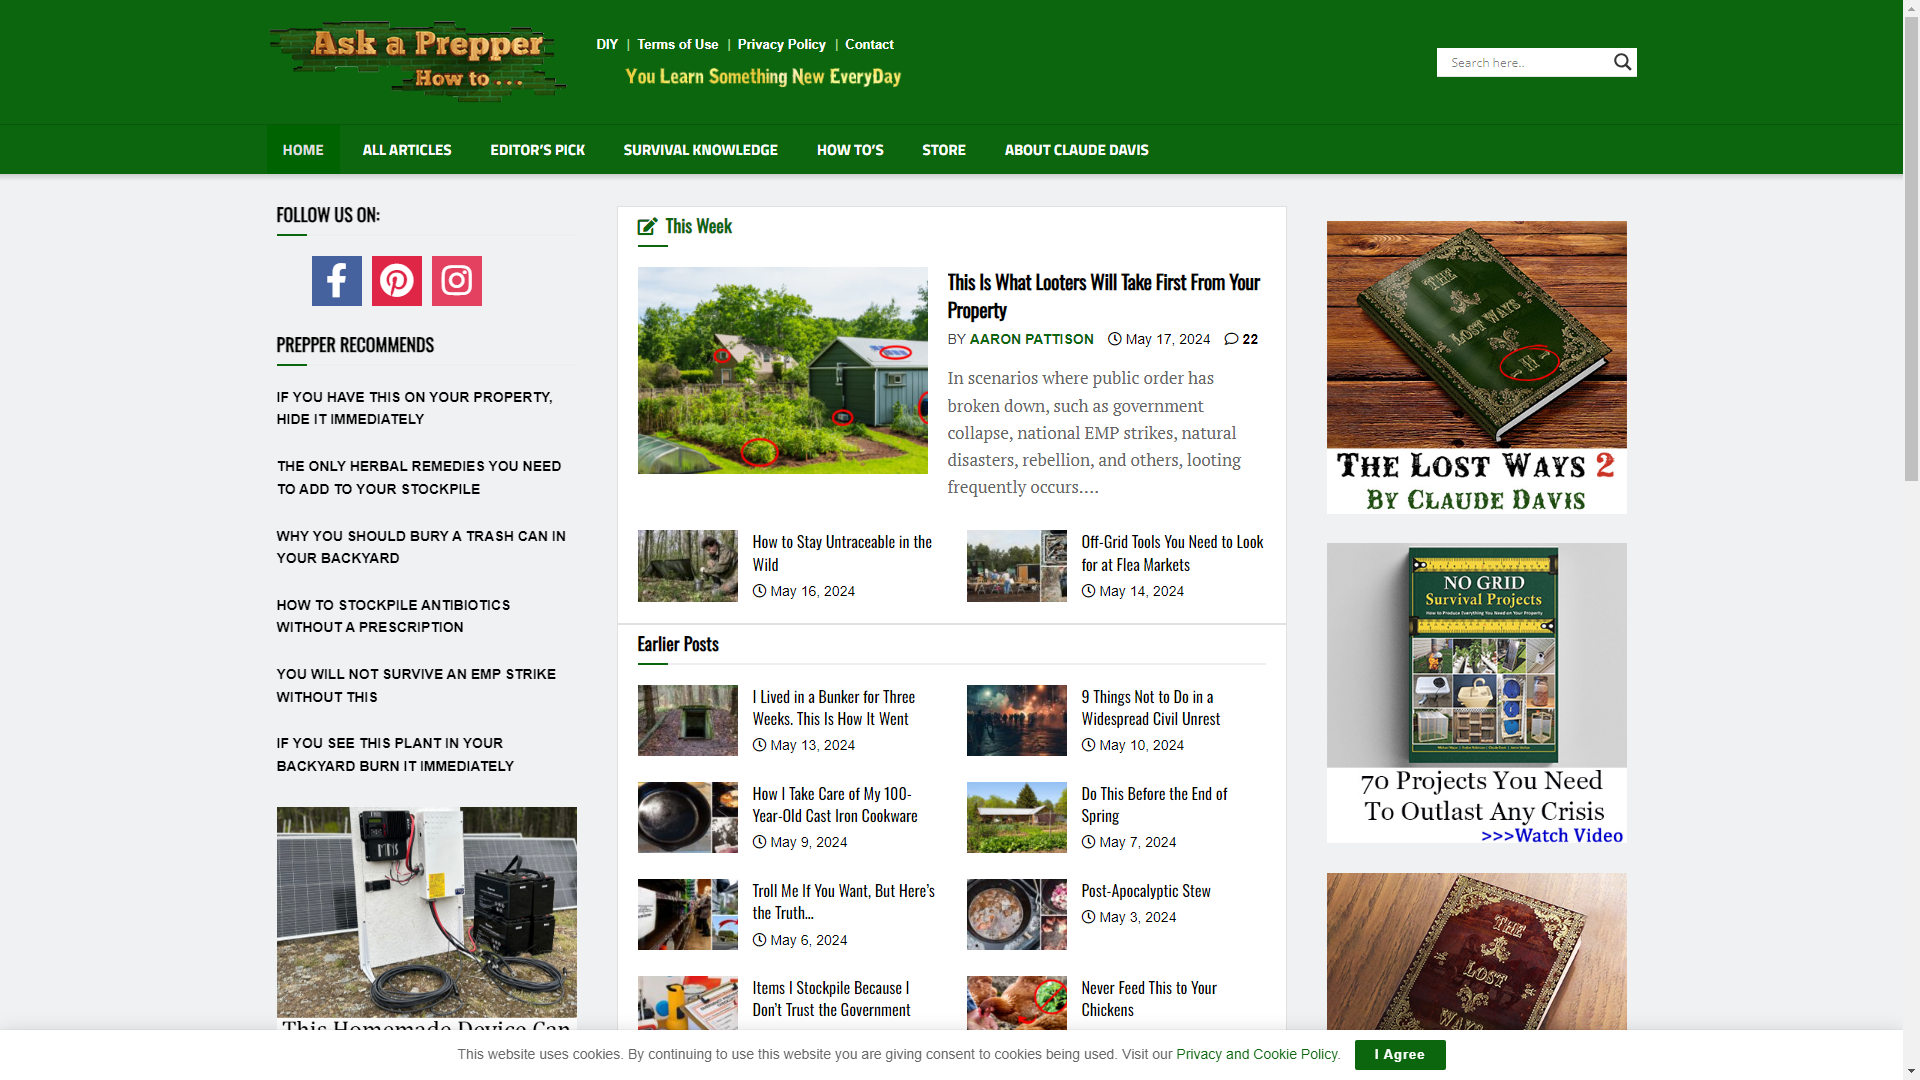 Ask a Prepper
How to ...
DIY | Terms of Use | Privacy Policy | Contact
You Learn Something New EveryDay
Search here..
HOME
ALL ARTICLES
EDITOR'S PICK
SURVIVAL KNOWLEDGE
HOW TO'S
STORE
ABOUT CLAUDE DAVIS
FOLLOW US ON:
PREPPER RECOMMENDS
IF YOU HAVE THIS ON YOUR PROPERTY,
HIDE IT IMMEDIATELY
THE ONLY HERBAL REMEDIES YOU NEED
TO ADD TO YOUR STOCKPILE
WHY YOU SHOULD BURY A TRASH CAN IN
YOUR BACKYARD
HOW TO STOCKPILE ANTIBIOTICS
WITHOUT A PRESCRIPTION
YOU WILL NOT SURVIVE AN EMP STRIKE
WITHOUT THIS
IF YOU SEE THIS PLANT IN YOUR
BACKYARD BURN IT IMMEDIATELY
This Homemade Device Can
This Week
This Is What Looters Will Take First From Your
Property
BY AARON PATTISON May 17, 2024 22
In scenarios where public order has
broken down, such as government
collapse, national EMP strikes, natural
disasters, rebellion, and others, looting
frequently occurs....
How to Stay Untraceable in the
Wild
May 16, 2024
Off-Grid Tools You Need to Look
for at Flea Markets
May 14, 2024
Earlier Posts
I Lived in a Bunker for Three
Weeks. This Is How It Went
May 13, 2024
9 Things Not to Do in a
Widespread Civil Unrest
May 10, 2024
How I Take Care of My 100-
Year-Old Cast Iron Cookware
May 9, 2024
Do This Before the End of
Spring
May 7, 2024
Troll Me If You Want, But Here's
the Truth...
May 6, 2024
Post-Apocalyptic Stew
May 3, 2024
Items I Stockpile Because I
Don't Trust the Government
Never Feed This to Your
Chickens
THE
LOST WAYS
II
THE LOST WAYS 2
BY CLAUDE DAVIS
NO GRID
Survival Projects
How to Produce Everything You Need on Your Property
70 Projects You Need
To Outlast Any Crisis
>>>Watch Video
THE
LOST
WAYS
This website uses cookies. By continuing to use this website you are giving consent to cookies being used. Visit our Privacy and Cookie Policy.
I Agree